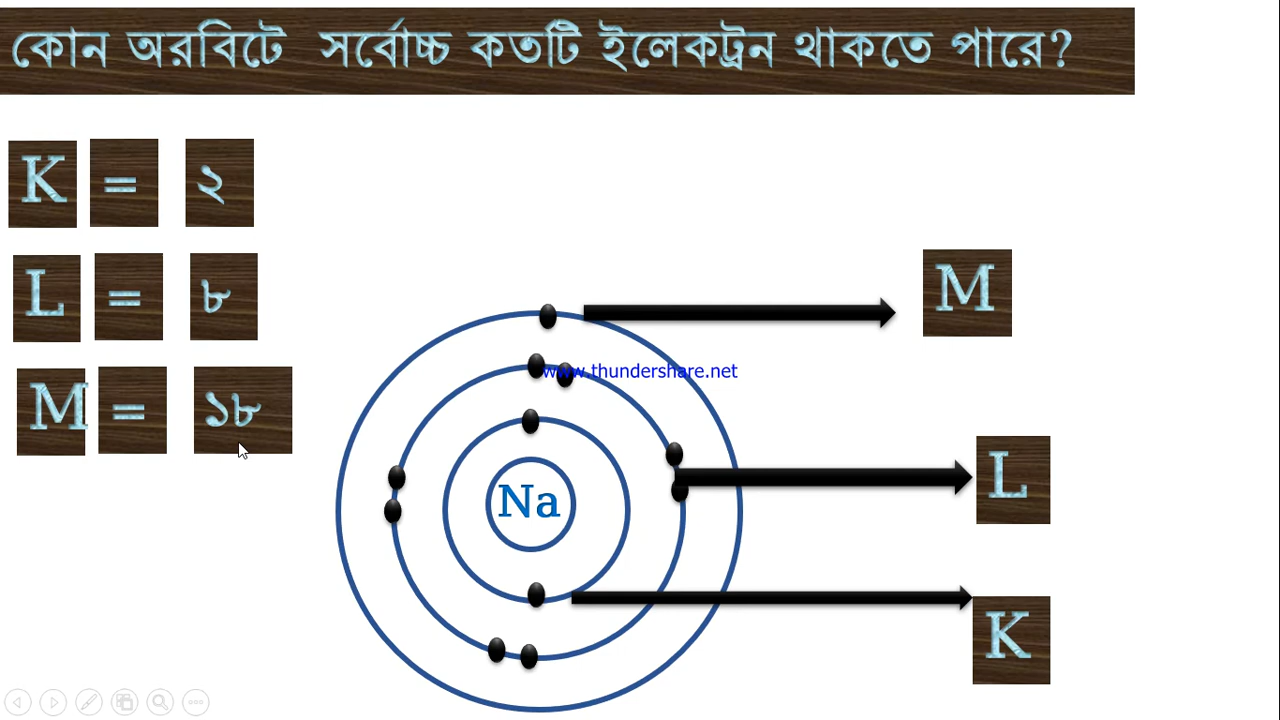 কোন অরবিটে সর্বোচ্চ কতটি ইলেকট্রন থাকতে পারে?
K = ২
L = ৮
M = ১৮
M
www.thundershare.net
L
Na
K